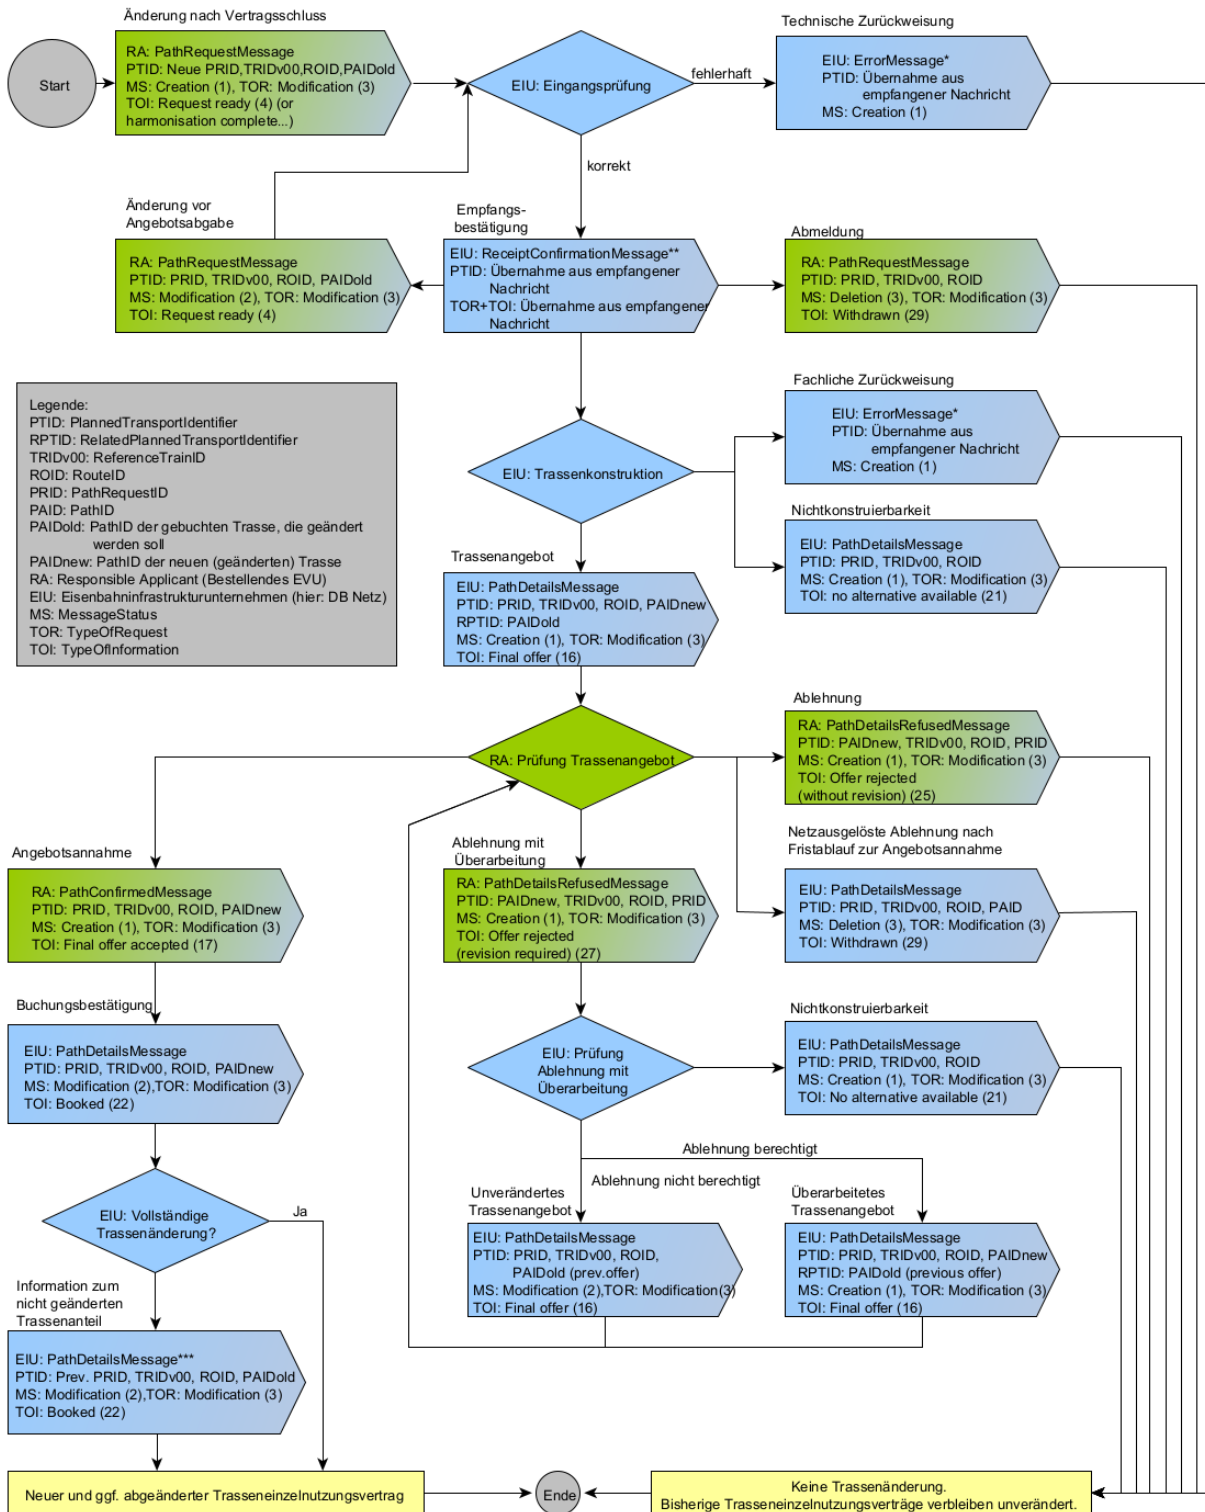 Änderung nach Vertragsschluss
Technische Zurückweisung
Start
RA: PathRequestMessage
PTID: Neue PRID,TRIDv00,ROID,PAIDold
MS: Creation (1), TOR: Modification (3)
TOI: Request ready (4) (or
harmonisation complete...)
EIU: Eingangsprüfung
fehlerhaft
EIU: ErrorMessage*
PTID: Übernahme aus
empfangener Nachricht
MS: Creation (1)
korrekt
Änderung vor
Angebotsabgabe
RA: PathRequestMessage
PTID: PRID, TRIDv00, ROID, PAIDold
MS: Modification (2), TOR: Modification (3)
TOI: Request ready (4)
Empfangs-
bestätigung
EIU: ReceiptConfirmationMessage**
PTID: Übernahme aus empfangener
Nachricht
TOR+TOI: Übernahme aus empfangener
Nachricht
Abmeldung
RA: PathRequestMessage
PTID: PRID, TRIDv00, ROID
MS: Deletion (3), TOR: Modification (3)
TOI: Withdrawn (29)
Legende:
PTID: PlannedTransportIdentifier
RPTID: RelatedPlannedTransportIdentifier
TRIDv00: ReferenceTrainID
ROID: RouteID
PRID: PathRequestID
PAID: PathID
PAIDold: PathID der gebuchten Trasse, die geändert
werden soll
PAIDnew: PathID der neuen (geänderten) Trasse
RA: Responsible Applicant (Bestellendes EVU)
EIU: Eisenbahninfrastrukturunternehmen (hier: DB Netz)
MS: MessageStatus
TOR: TypeOfRequest
TOI: TypeOfInformation
EIU: Trassenkonstruktion
Fachliche Zurückweisung
EIU: ErrorMessage*
PTID: Übernahme aus
empfangener Nachricht
MS: Creation (1)
Nichtkonstruierbarkeit
EIU: PathDetailsMessage
PTID: PRID, TRIDv00, ROID
MS: Creation (1), TOR: Modification (3)
TOI: no alternative available (21)
Trassenangebot
EIU: PathDetailsMessage
PTID: PRID, TRIDv00, ROID, PAIDnew
RPTID: PAIDold
MS: Creation (1), TOR: Modification (3)
TOI: Final offer (16)
RA: Prüfung Trassenangebot
Ablehnung
RA: PathDetailsRefusedMessage
PTID: PAIDnew, TRIDv00, ROID, PRID
MS: Creation (1), TOR: Modification (3)
TOI: Offer rejected
(without revision) (25)
Angebotsannahme
RA: PathConfirmedMessage
PTID: PRID, TRIDv00, ROID, PAIDnew
MS: Creation (1), TOR: Modification (3)
TOI: Final offer accepted (17)
Ablehnung mit
Überarbeitung
RA: PathDetailsRefusedMessage
PTID: PAIDnew, TRIDv00, ROID, PRID
MS: Creation (1), TOR: Modification (3)
TOI: Offer rejected
(revision required) (27)
Netzausgelöste Ablehnung nach
Fristablauf zur Angebotsannahme
EIU: PathDetailsMessage
PTID: PRID, TRIDv00, ROID, PAID
MS: Deletion (3), TOR: Modification (3)
TOI: Withdrawn (29)
Buchungsbestätigung
EIU: PathDetailsMessage
PTID: PRID, TRIDv00, ROID, PAIDnew
MS: Modification (2),TOR: Modification (3)
TOI: Booked (22)
EIU: Prüfung
Ablehnung mit
Überarbeitung
Nichtkonstruierbarkeit
EIU: PathDetailsMessage
PTID: PRID, TRIDv00, ROID
MS: Creation (1), TOR: Modification (3)
TOI: No alternative available (21)
Ablehnung berechtigt
Ablehnung nicht berechtigt
EIU: Vollständige
Trassenänderung?
Ja
Unverändertes
Trassenangebot
EIU: PathDetailsMessage
PTID: PRID, TRIDv00, ROID,
PAIDold (prev.offer)
MS: Modification (2),TOR: Modification(3)
TOI: Final offer (16)
Überarbeitetes
Trassenangebot
EIU: PathDetailsMessage
PTID: PRID, TRIDv00, ROID, PAIDnew
RPTID: PAIDold (previous offer)
MS: Creation (1), TOR: Modification (3)
TOI: Final offer (16)
Information zum
nicht geänderten
Trassenanteil
EIU: PathDetailsMessage***
PTID: Prev. PRID, TRIDv00, ROID, PAIDold
MS: Modification (2),TOR: Modification (3)
TOI: Booked (22)
Neuer und ggf. abgeänderter Trasseneinzelnutzungsvertrag
Ende
Keine Trassenänderung.
Bisherige Trasseneinzelnutzungsverträge verbleiben unverändert.